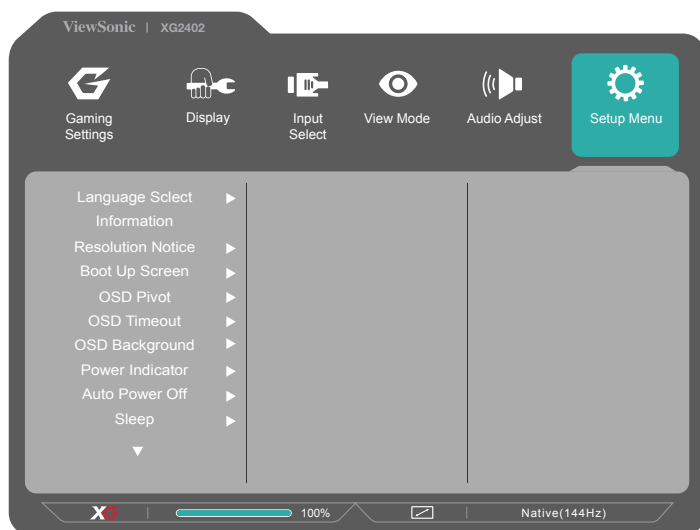 ViewSonic | XG2402
Gaming
Settings
Display
Input
Select
View Mode
Audio Adjust
Setup Menu
Language Sclect
Information
Resolution Notice
Boot Up Screen
OSD Pivot
OSD Timeout
OSD Background
Power Indicator
Auto Power Off
Sleep
XG | 100% | Native(144Hz)